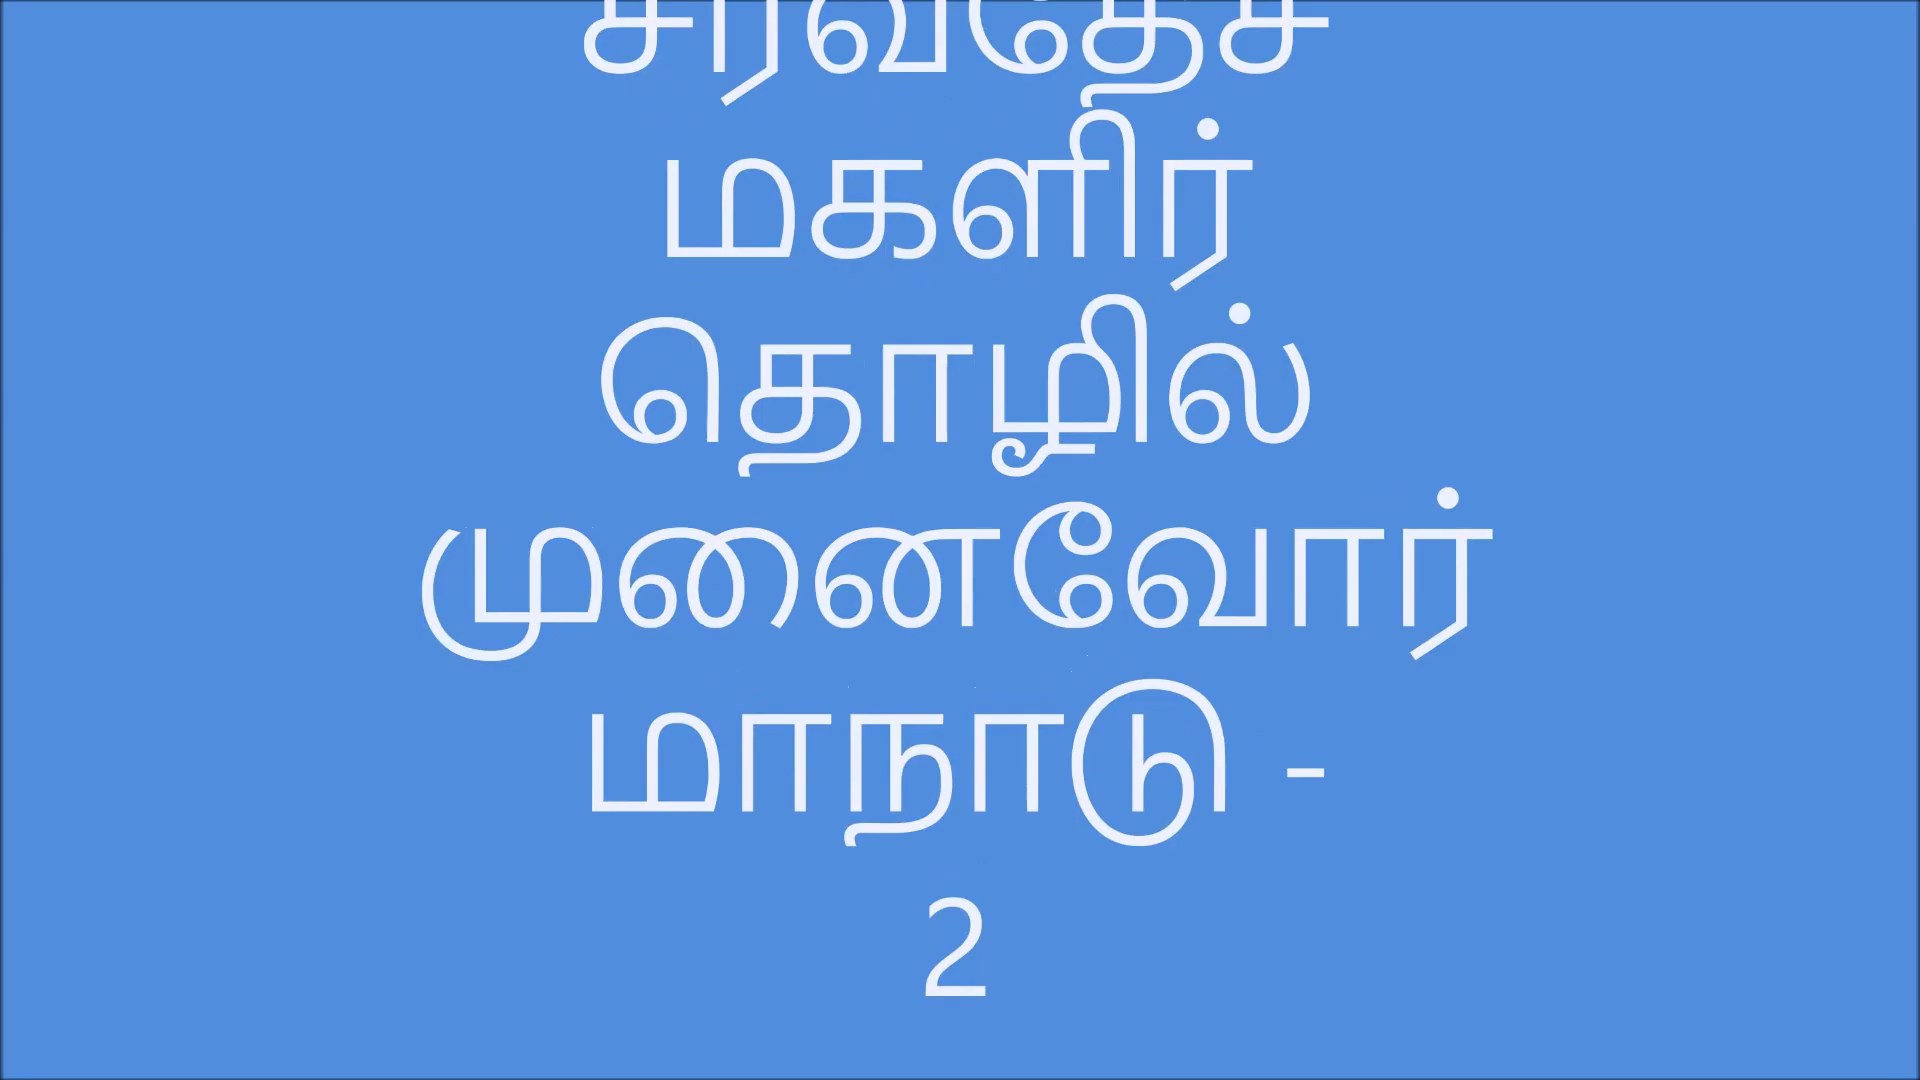 சர்வதேச
மகளிர்
தொழில்
முனைவோர்
மாநாடு -
2